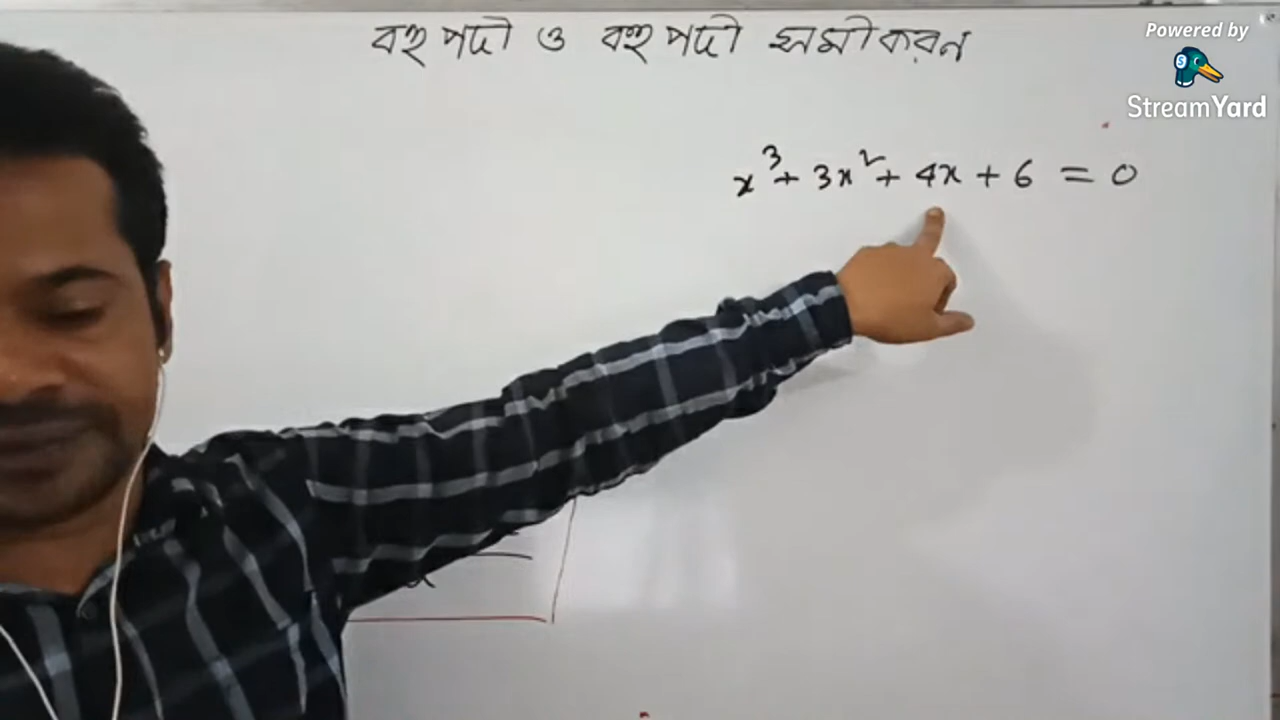 বহুপদী ও বহুপদী সমীকরন
Powered by
StreamYard
x³ + 3x² + 4x + 6 = 0